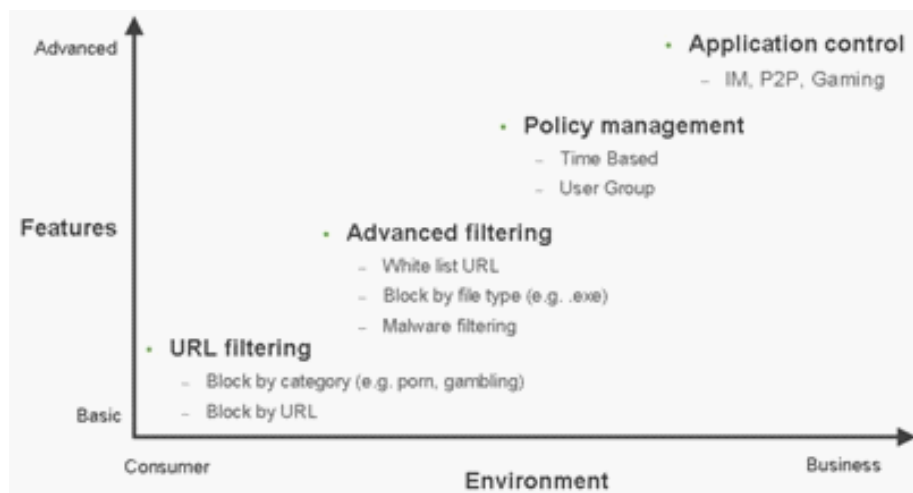 Advanced
• Application control
– IM, P2P, Gaming
• Policy management
– Time Based
– User Group
Features
• Advanced filtering
– White list URL
– Block by file type (e.g. .exe)
– Malware filtering
• URL filtering
– Block by category (e.g. porn, gambling)
– Block by URL
Basic
Consumer
Environment
Business